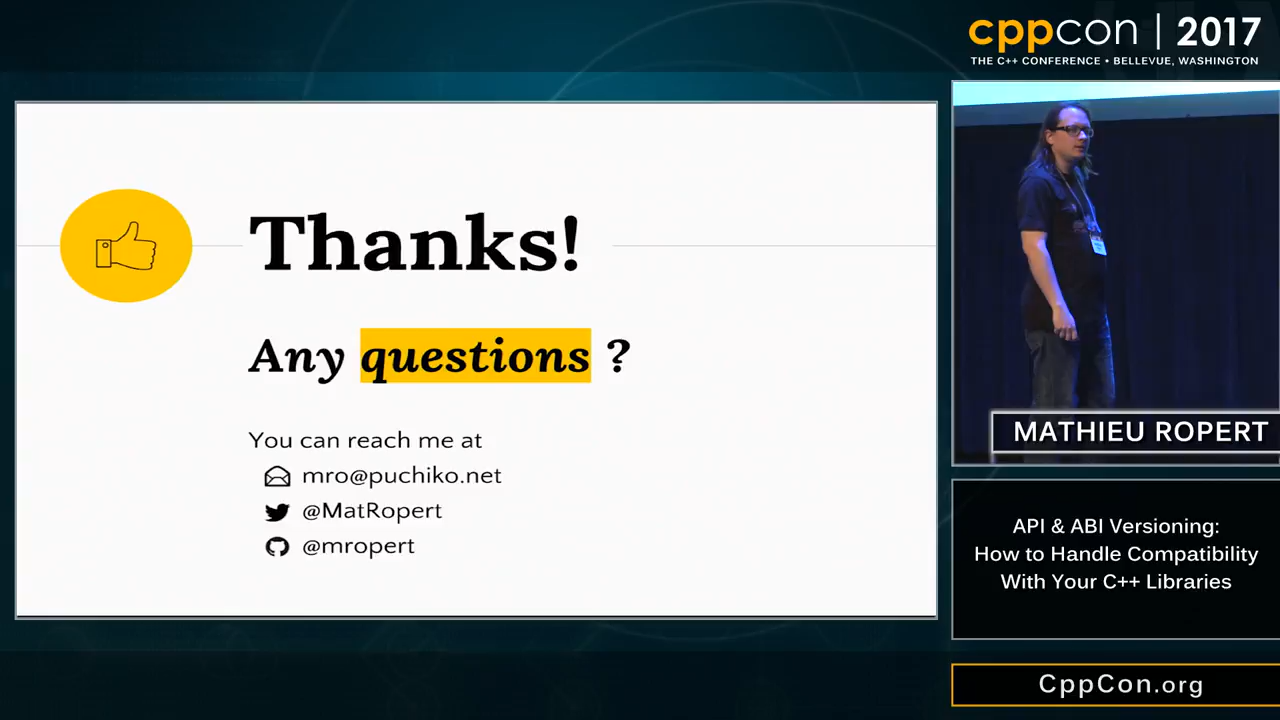 cppcon | 2017
THE C++ CONFERENCE • BELLEVUE, WASHINGTON
Thanks!
Any questions ?
You can reach me at
mro@puchiko.net
@MatRopert
@mropert
MATHIEU ROPERT
API & ABI Versioning:
How to Handle Compatibility
With Your C++ Libraries
CppCon.org